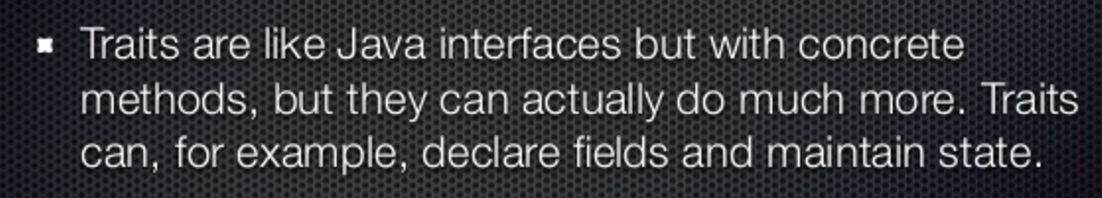 Traits are like Java interfaces but with concrete
methods, but they can actually do much more. Traits
can, for example, declare fields and maintain state.